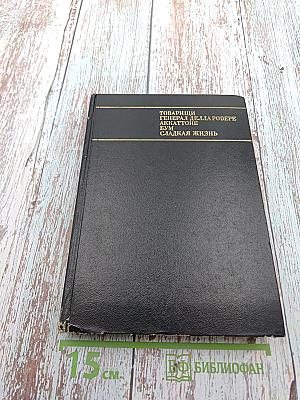 ТОВАРИЩИ
ГЕНЕРАЛ ДЕЛЛА РОВЕРЕ
АККАТТОНЕ
БУМ
СЛАДКАЯ ЖИЗНЬ
15 см.
БИБЛИОФАН